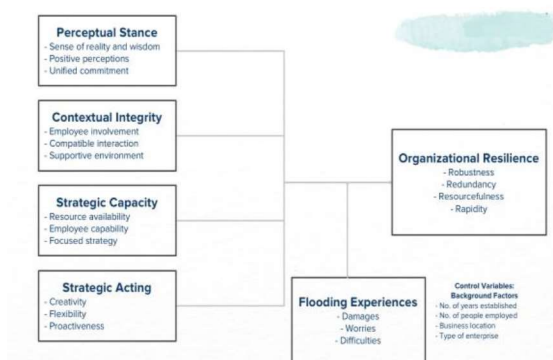 Perceptual Stance
- Sense of reality and wisdom
- Positive perceptions
- Unified commitment
Contextual Integrity
- Employee involvement
- Compatible interaction
- Supportive environment
Strategic Capacity
- Resource availability
- Employee capability
- Focused strategy
Strategic Acting
- Creativity
- Flexibility
- Proactiveness
Organizational Resilience
- Robustness
- Redundancy
- Resourcefulness
- Rapidity
Flooding Experiences
- Damages
- Worries
- Difficulties
Control Variables:
Background Factors
- No. of years established
- No. of people employed
- Business location
- Type of enterprise